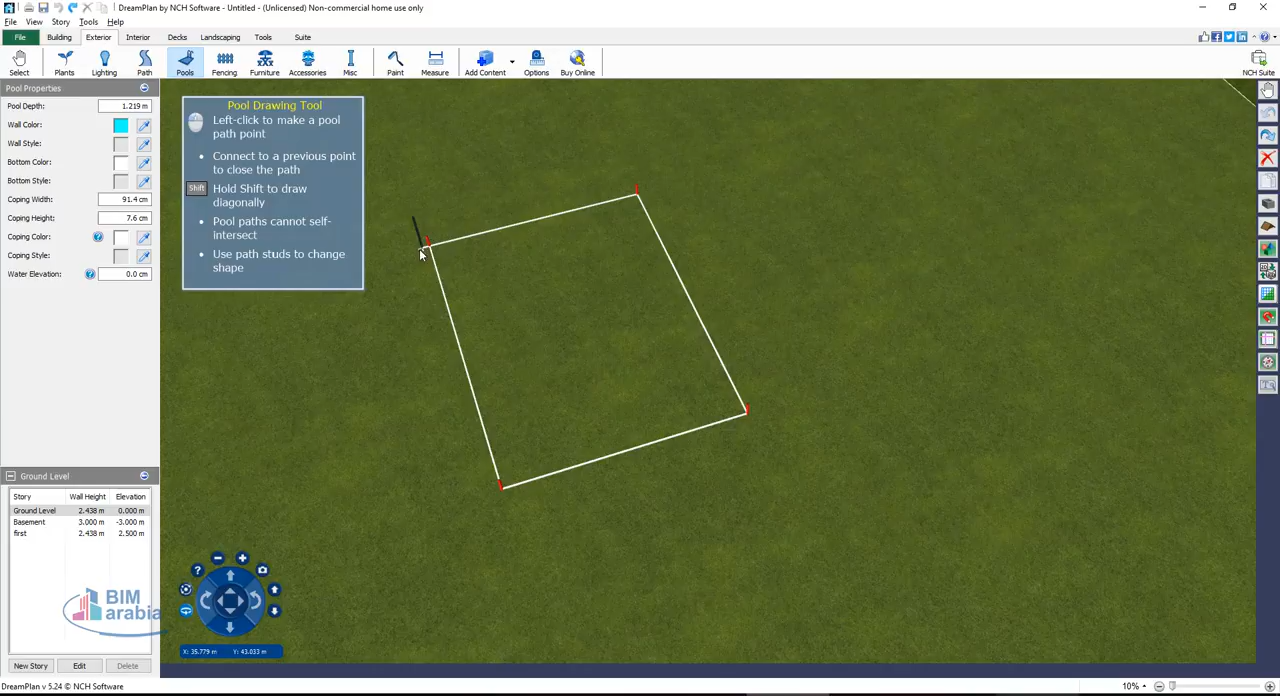 DreamPlan by NCH Software - Untitled - (Unlicensed) Non-commercial home use only
File View Story Tools Help
File Building Exterior Interior Decks Landscaping Tools Suite
Select Plants Lighting Path Pools Fencing Furniture Accessories Misc Paint Measure Add Content Options Buy Online NCH Suite
Pool Properties
Pool Depth: 1.219 m
Wall Color:
Wall Style:
Bottom Color:
Bottom Style:
Coping Width: 91.4 cm
Coping Height: 7.6 cm
Coping Color:
Coping Style:
Water Elevation: 0.0 cm
Pool Drawing Tool
Left-click to make a pool
path point
• Connect to a previous point
to close the path
Shift Hold Shift to draw
diagonally
• Pool paths cannot self-
intersect
• Use path studs to change
shape
Ground Level
Story Wall Height Elevation
Ground Level 2.438 m 0.000 m
Basement 3.000 m -3.000 m
first 2.438 m 2.500 m
BIM
arabia
New Story Edit Delete
X: 35.779 m Y: 43.033 m
DreamPlan v 5.24 © NCH Software
10%